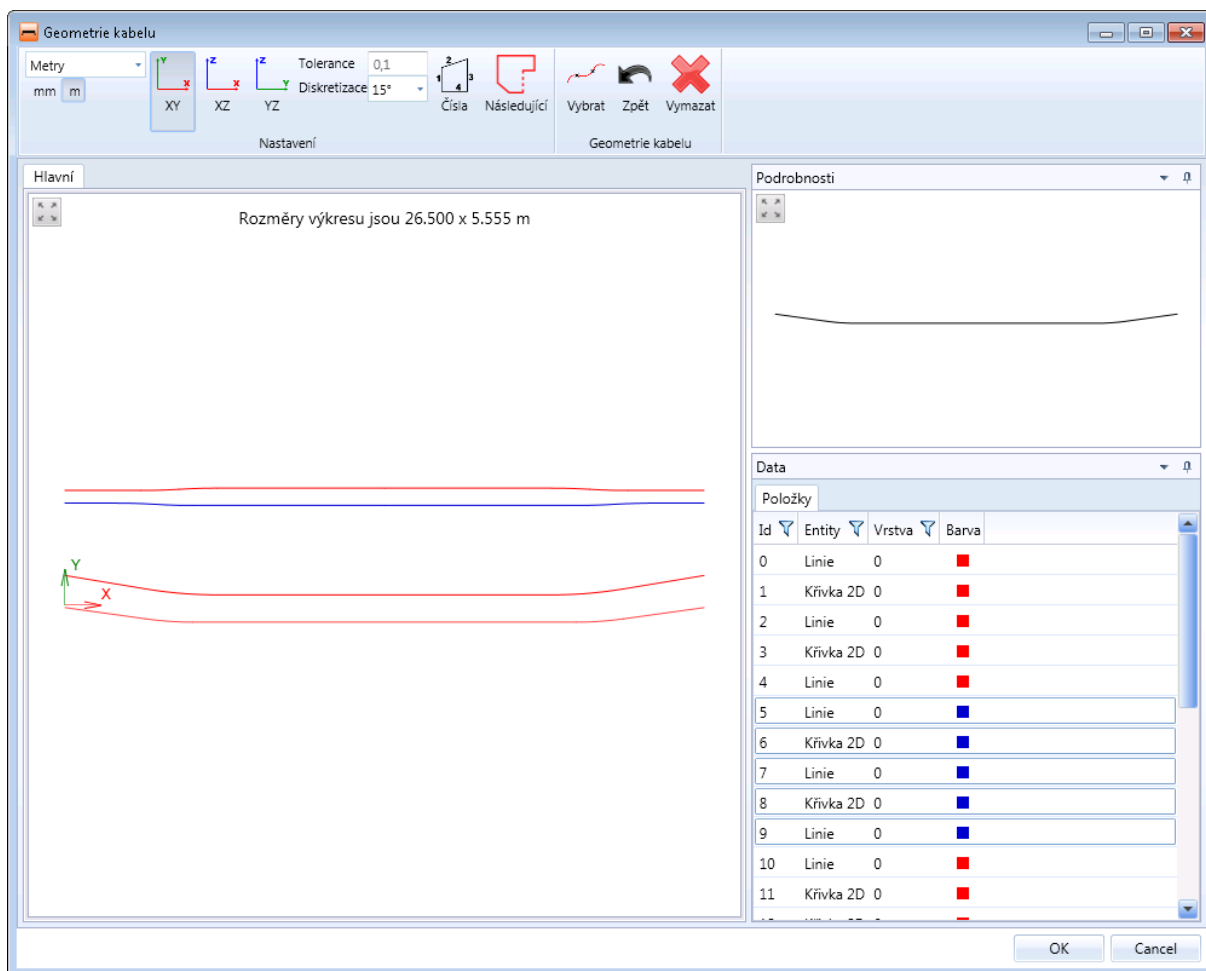 Geometrie kabelu
Metry
mm m
XY
XZ
YZ
Tolerance 0,1
Diskretizace 15°
Čísla
Následující
Vybrat
Zpět
Vymazat
Nastavení
Geometrie kabelu
Hlavní
Rozměry výkresu jsou 26.500 x 5.555 m
Y
X
Podrobnosti
Data
Položky
Id Entity Vrstva Barva
0 Linie 0
1 Křivka 2D 0
2 Linie 0
3 Křivka 2D 0
4 Linie 0
5 Linie 0
6 Křivka 2D 0
7 Linie 0
8 Křivka 2D 0
9 Linie 0
10 Linie 0
11 Křivka 2D 0
OK Cancel